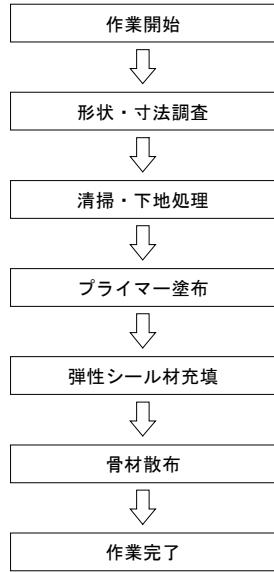 作業開始
形状・寸法調査
清掃・下地処理
プライマー塗布
弾性シール材充填
骨材散布
作業完了